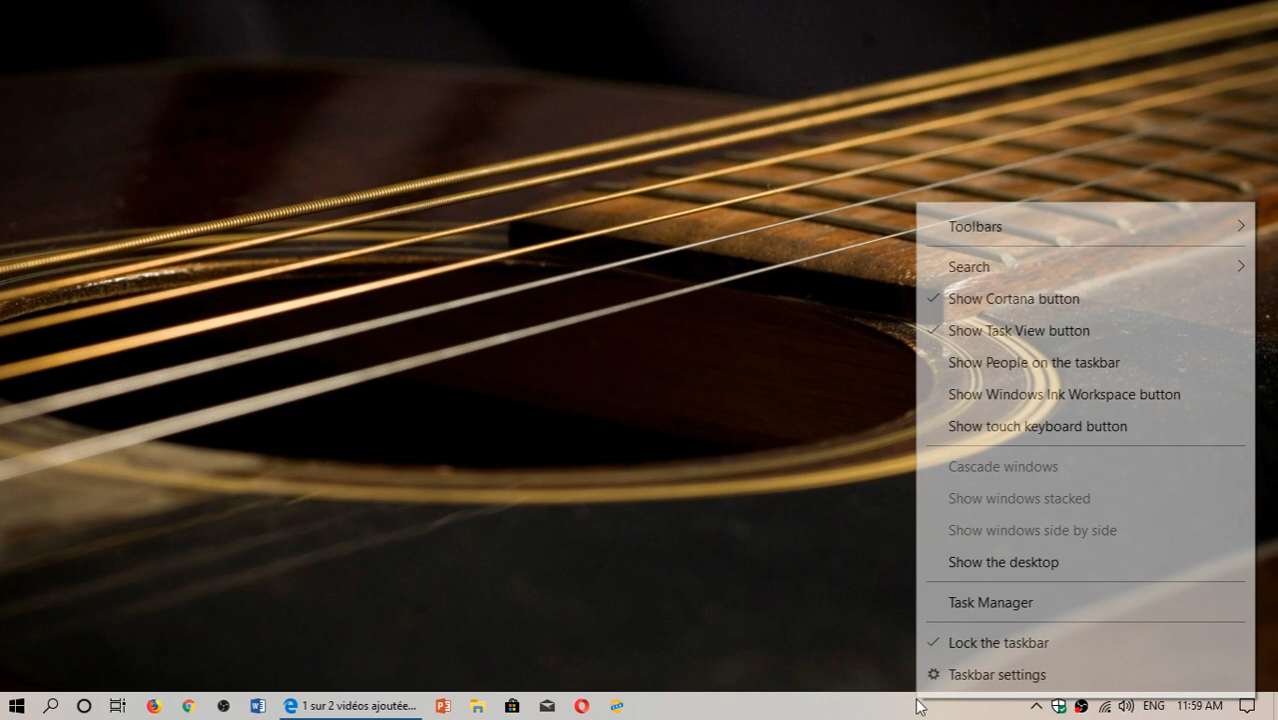 Toolbars
Search
Show Cortana button
Show Task View button
Show People on the taskbar
Show Windows Ink Workspace button
Show touch keyboard button
Cascade windows
Show windows stacked
Show windows side by side
Show the desktop
Task Manager
Lock the taskbar
Taskbar settings
1 sur 2 vidéos ajoutée...
ENG
11:59 AM